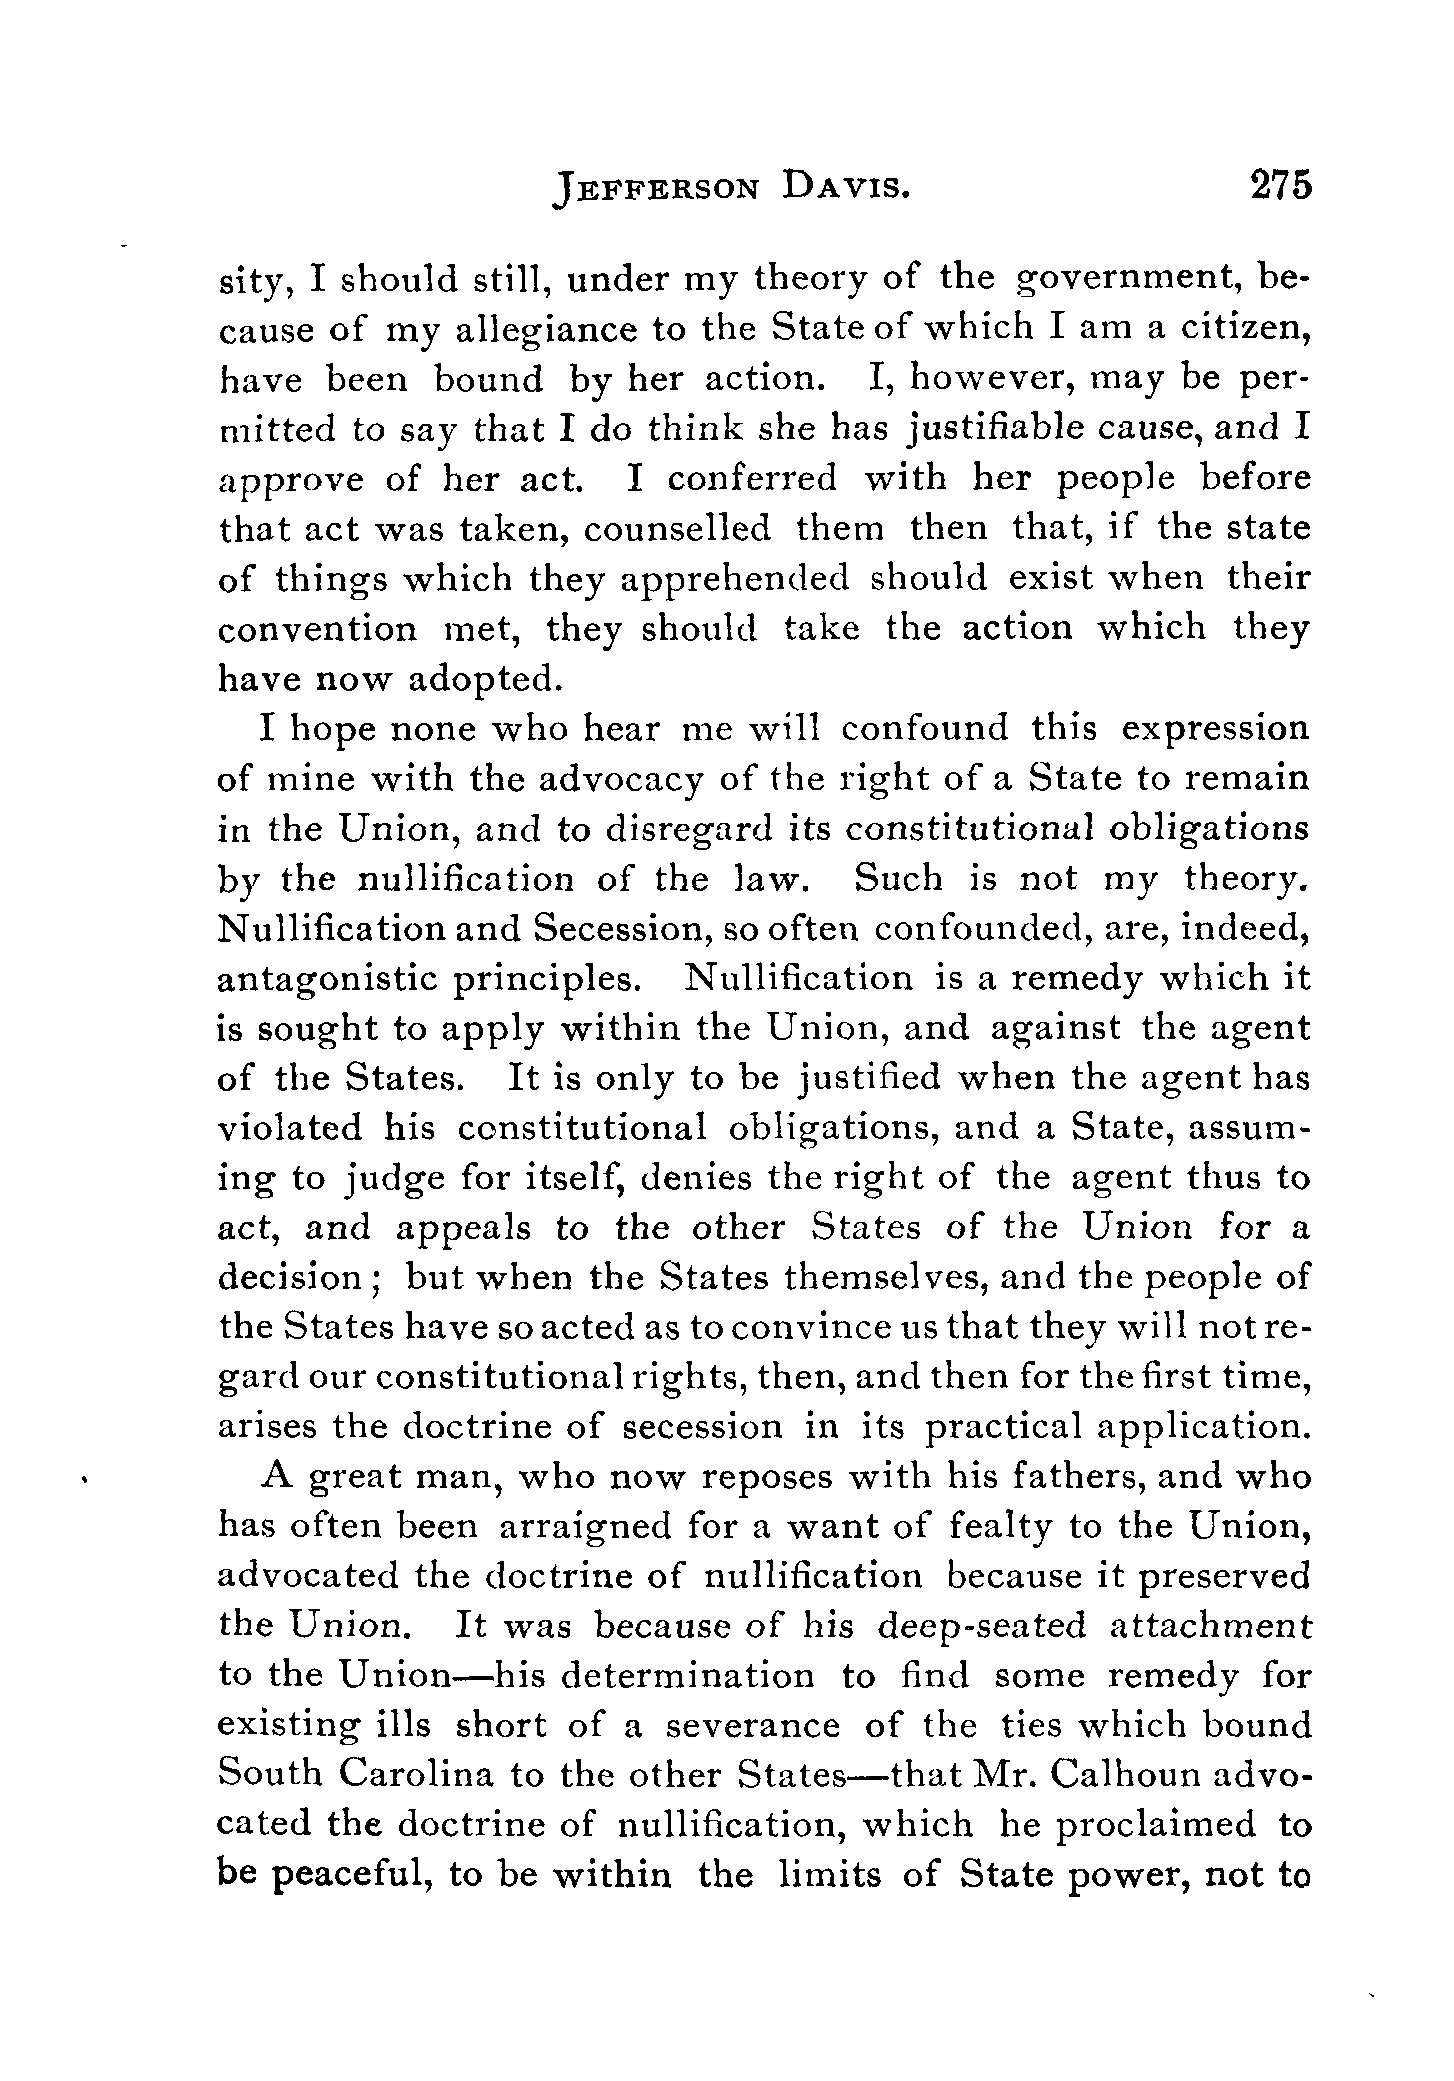 JEFFERSON DAVIS. 275
sity, I should still, under my theory of the government, be-
cause of my allegiance to the State of which I am a citizen,
have been bound by her action. I, however, may be per-
mitted to say that I do think she has justifiable cause, and I
approve of her act. I conferred with her people before
that act was taken, counselled them then that, if the state
of things which they apprehended should exist when their
convention met, they should take the action which they
have now adopted.
I hope none who hear me will confound this expression
of mine with the advocacy of the right of a State to remain
in the Union, and to disregard its constitutional obligations
by the nullification of the law. Such is not my theory.
Nullification and Secession, so often confounded, are, indeed,
antagonistic principles. Nullification is a remedy which it
is sought to apply within the Union, and against the agent
of the States. It is only to be justified when the agent has
violated his constitutional obligations, and a State, assum-
ing to judge for itself, denies the right of the agent thus to
act, and appeals to the other States of the Union for a
decision; but when the States themselves, and the people of
the States have so acted as to convince us that they will not re-
gard our constitutional rights, then, and then for the first time,
arises the doctrine of secession in its practical application.
A great man, who now reposes with his fathers, and who
has often been arraigned for a want of fealty to the Union,
advocated the doctrine of nullification because it preserved
the Union. It was because of his deep-seated attachment
to the Union—his determination to find some remedy for
existing ills short of a severance of the ties which bound
South Carolina to the other States—that Mr. Calhoun advo-
cated the doctrine of nullification, which he proclaimed to
be peaceful, to be within the limits of State power, not to